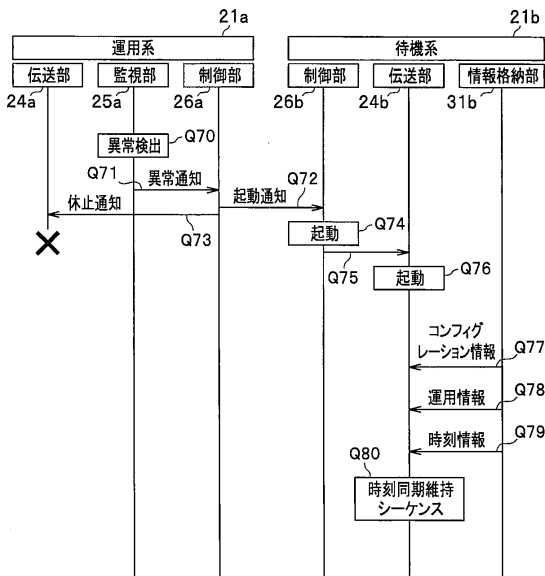 21a
21b
運用系
待機系
伝送部
監視部
制御部
制御部
伝送部
情報格納部
24a
25a
26a
26b
24b
31b
異常検出
Q70
Q71
異常通知
起動通知
Q72
休止通知
Q73
起動
Q74
Q75
起動
Q76
コンフィグ
レーション情報
Q77
運用情報
Q78
時刻情報
Q79
Q80
時刻同期維持
シーケンス